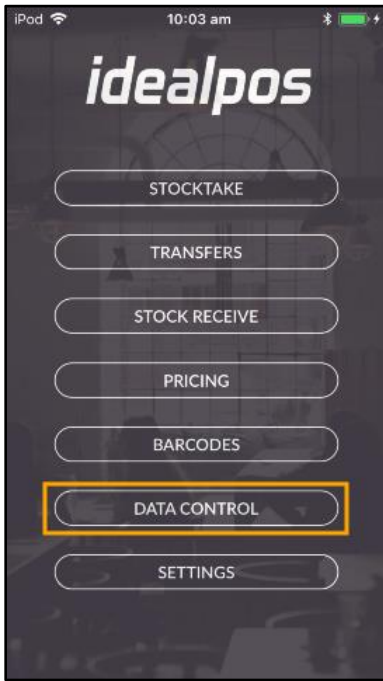 iPod 10:03 am
idealpos
STOCKTAKE
TRANSFERS
STOCK RECEIVE
PRICING
BARCODES
DATA CONTROL
SETTINGS